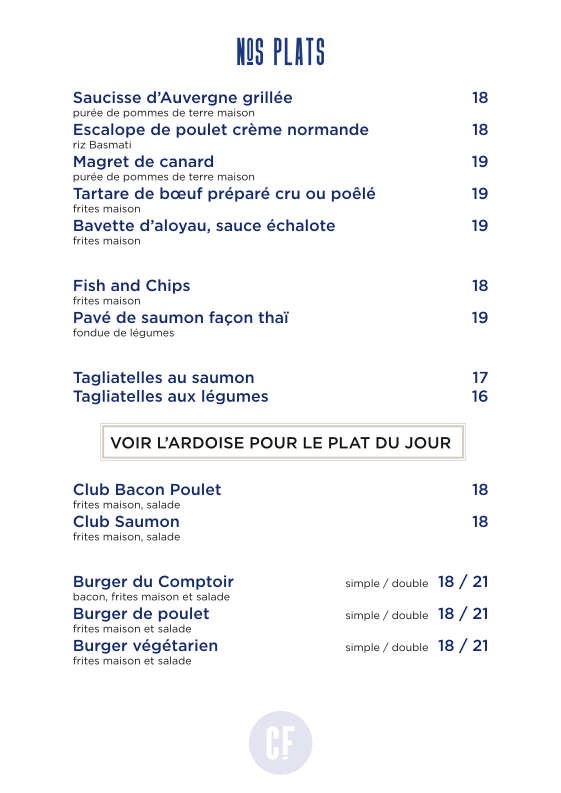 NOS PLATS
Saucisse d'Auvergne grillée 18
purée de pommes de terre maison
Escalope de poulet crème normande 18
riz Basmati
Magret de canard 19
purée de pommes de terre maison
Tartare de bœuf préparé cru ou poêlé 19
frites maison
Bavette d'aloyau, sauce échalote 19
frites maison
Fish and Chips 18
frites maison
Pavé de saumon façon thaï 19
fondue de légumes
Tagliatelles au saumon 17
Tagliatelles aux légumes 16
VOIR L'ARDOISE POUR LE PLAT DU JOUR
Club Bacon Poulet 18
frites maison, salade
Club Saumon 18
frites maison, salade
Burger du Comptoir simple / double 18 / 21
bacon, frites maison et salade
Burger de poulet simple / double 18 / 21
frites maison et salade
Burger végétarien simple / double 18 / 21
frites maison et salade
CF